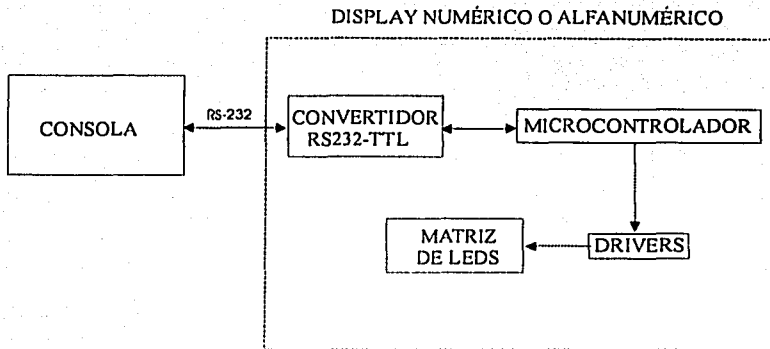 DISPLAY NUMÉRICO O ALFANUMÉRICO
CONSOLA
RS-232
CONVERTIDOR
RS232-TTL
MICROCONTROLADOR
MATRIZ
DE LEDS
DRIVERS